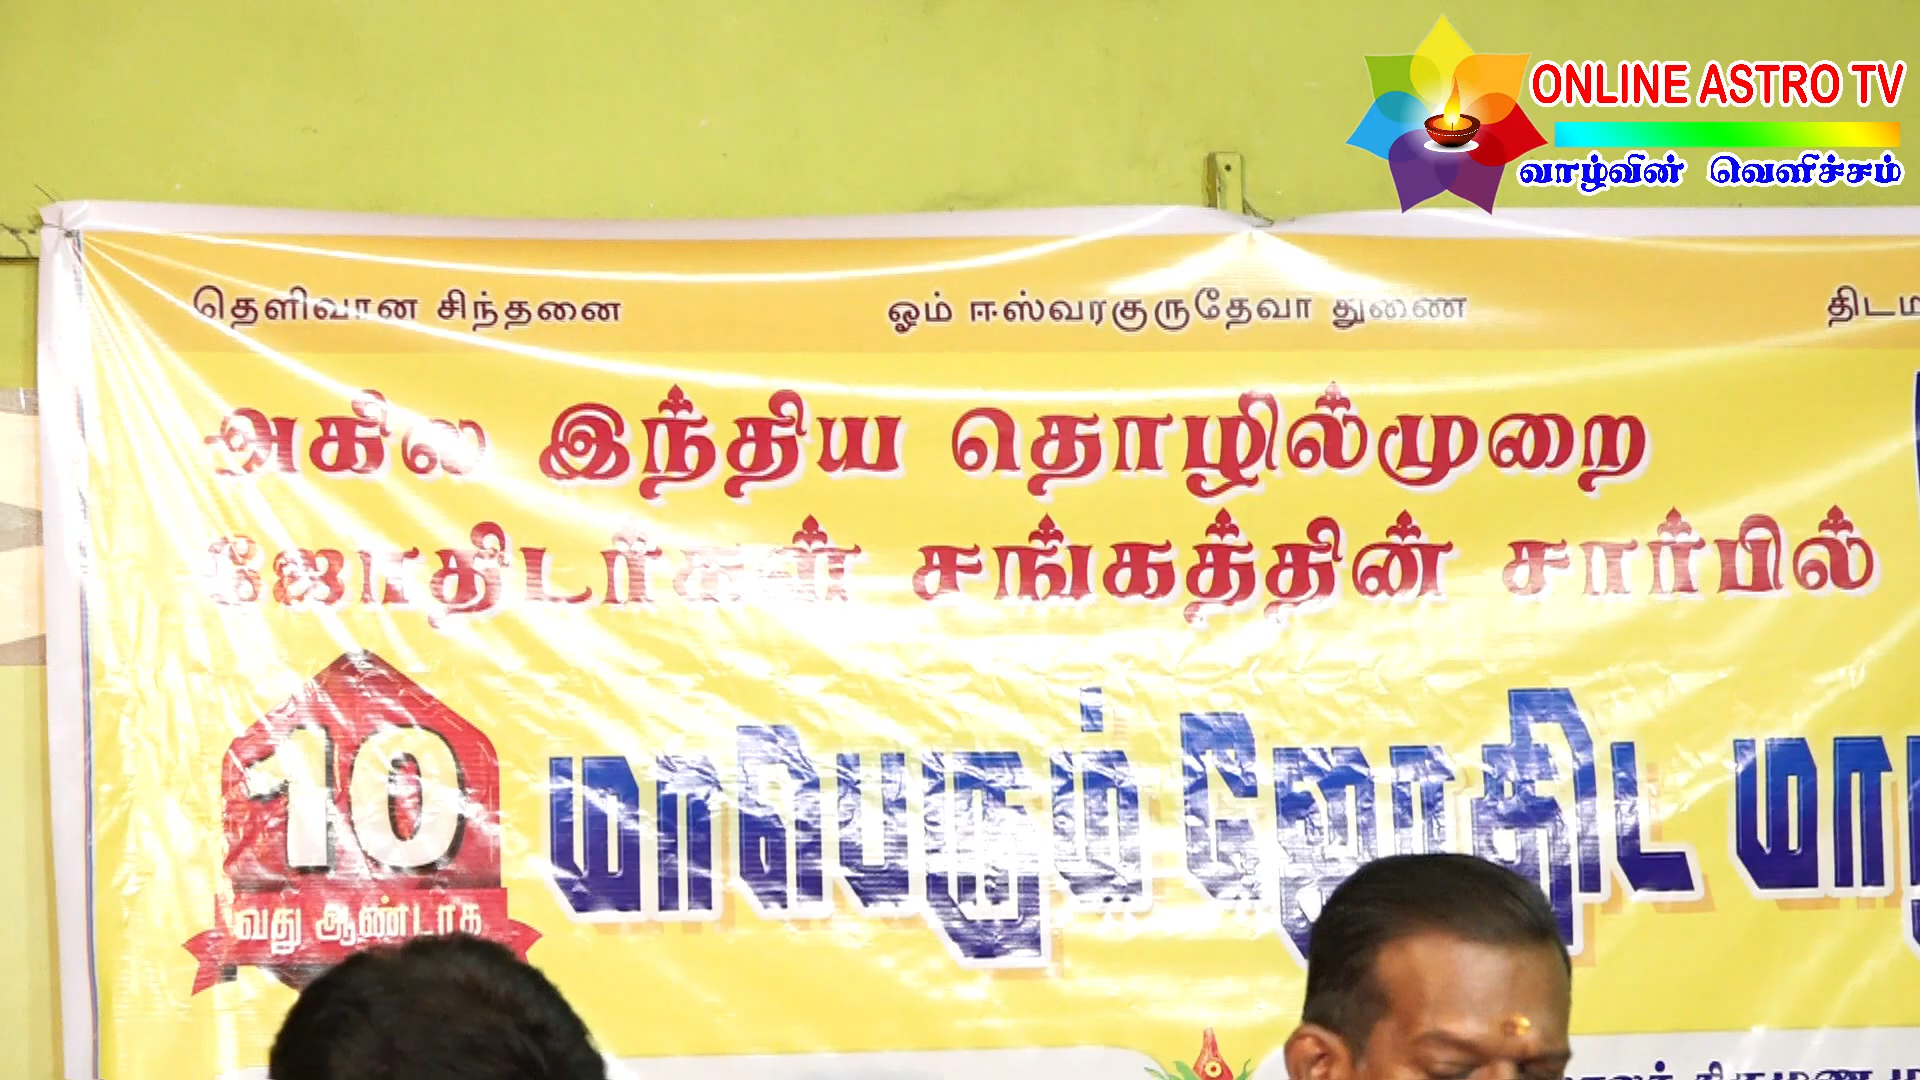 ONLINE ASTRO TV
வாழ்வின் வெளிச்சம்
தெளிவான சிந்தனை ஓம் ஈஸ்வரகுருதேவா துணை
அகில இந்திய தொழில்முறை
ஜோதிடர்கள் சங்கத்தின் சார்பில்
10
வது ஆண்டாக
மாபெரும் ஜோதிட